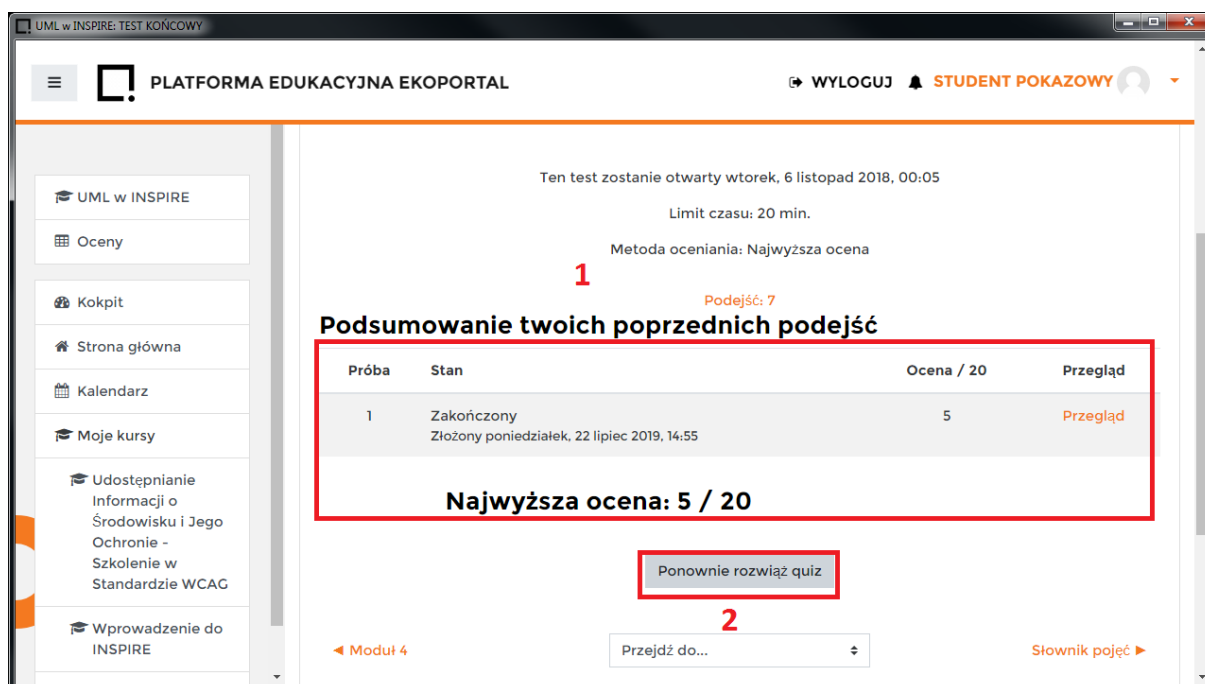 UML w INSPIRE: TEST KOŃCOWY
PLATFORMA EDUKACYJNA EKOPORTAL
WYLOGUJ
STUDENT POKAZOWY
UML w INSPIRE
Oceny
Kokpit
Strona główna
Kalendarz
Moje kursy
Udostępnianie
Informacji o
Środowisku i Jego
Ochronie -
Szkolenie w
Standardzie WCAG
Wprowadzenie do
INSPIRE
Ten test zostanie otwarty wtorek, 6 listopad 2018, 00:05
Limit czasu: 20 min.
Metoda oceniania: Najwyższa ocena
1
Podejść: 7
Podsumowanie twoich poprzednich podejść
Próba Stan Ocena / 20 Przegląd
1 Zakończony 5 Przegląd
Złożony poniedziałek, 22 lipiec 2019, 14:55
Najwyższa ocena: 5 / 20
Ponownie rozwiąż quiz
2
◄ Moduł 4 Przejdź do... Słownik pojęć ►